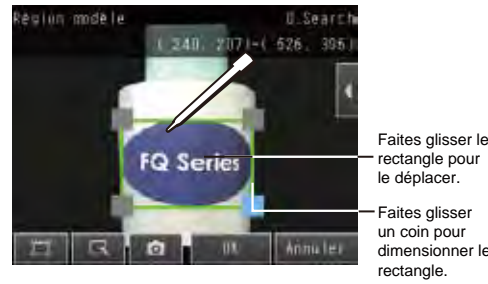 Région modèle
0.Search
( 240, 207)-( 526, 396)
FQ Series
Faites glisser le
rectangle pour
le déplacer.
Faites glisser
un coin pour
dimensionner le
rectangle.
OK
Annuler